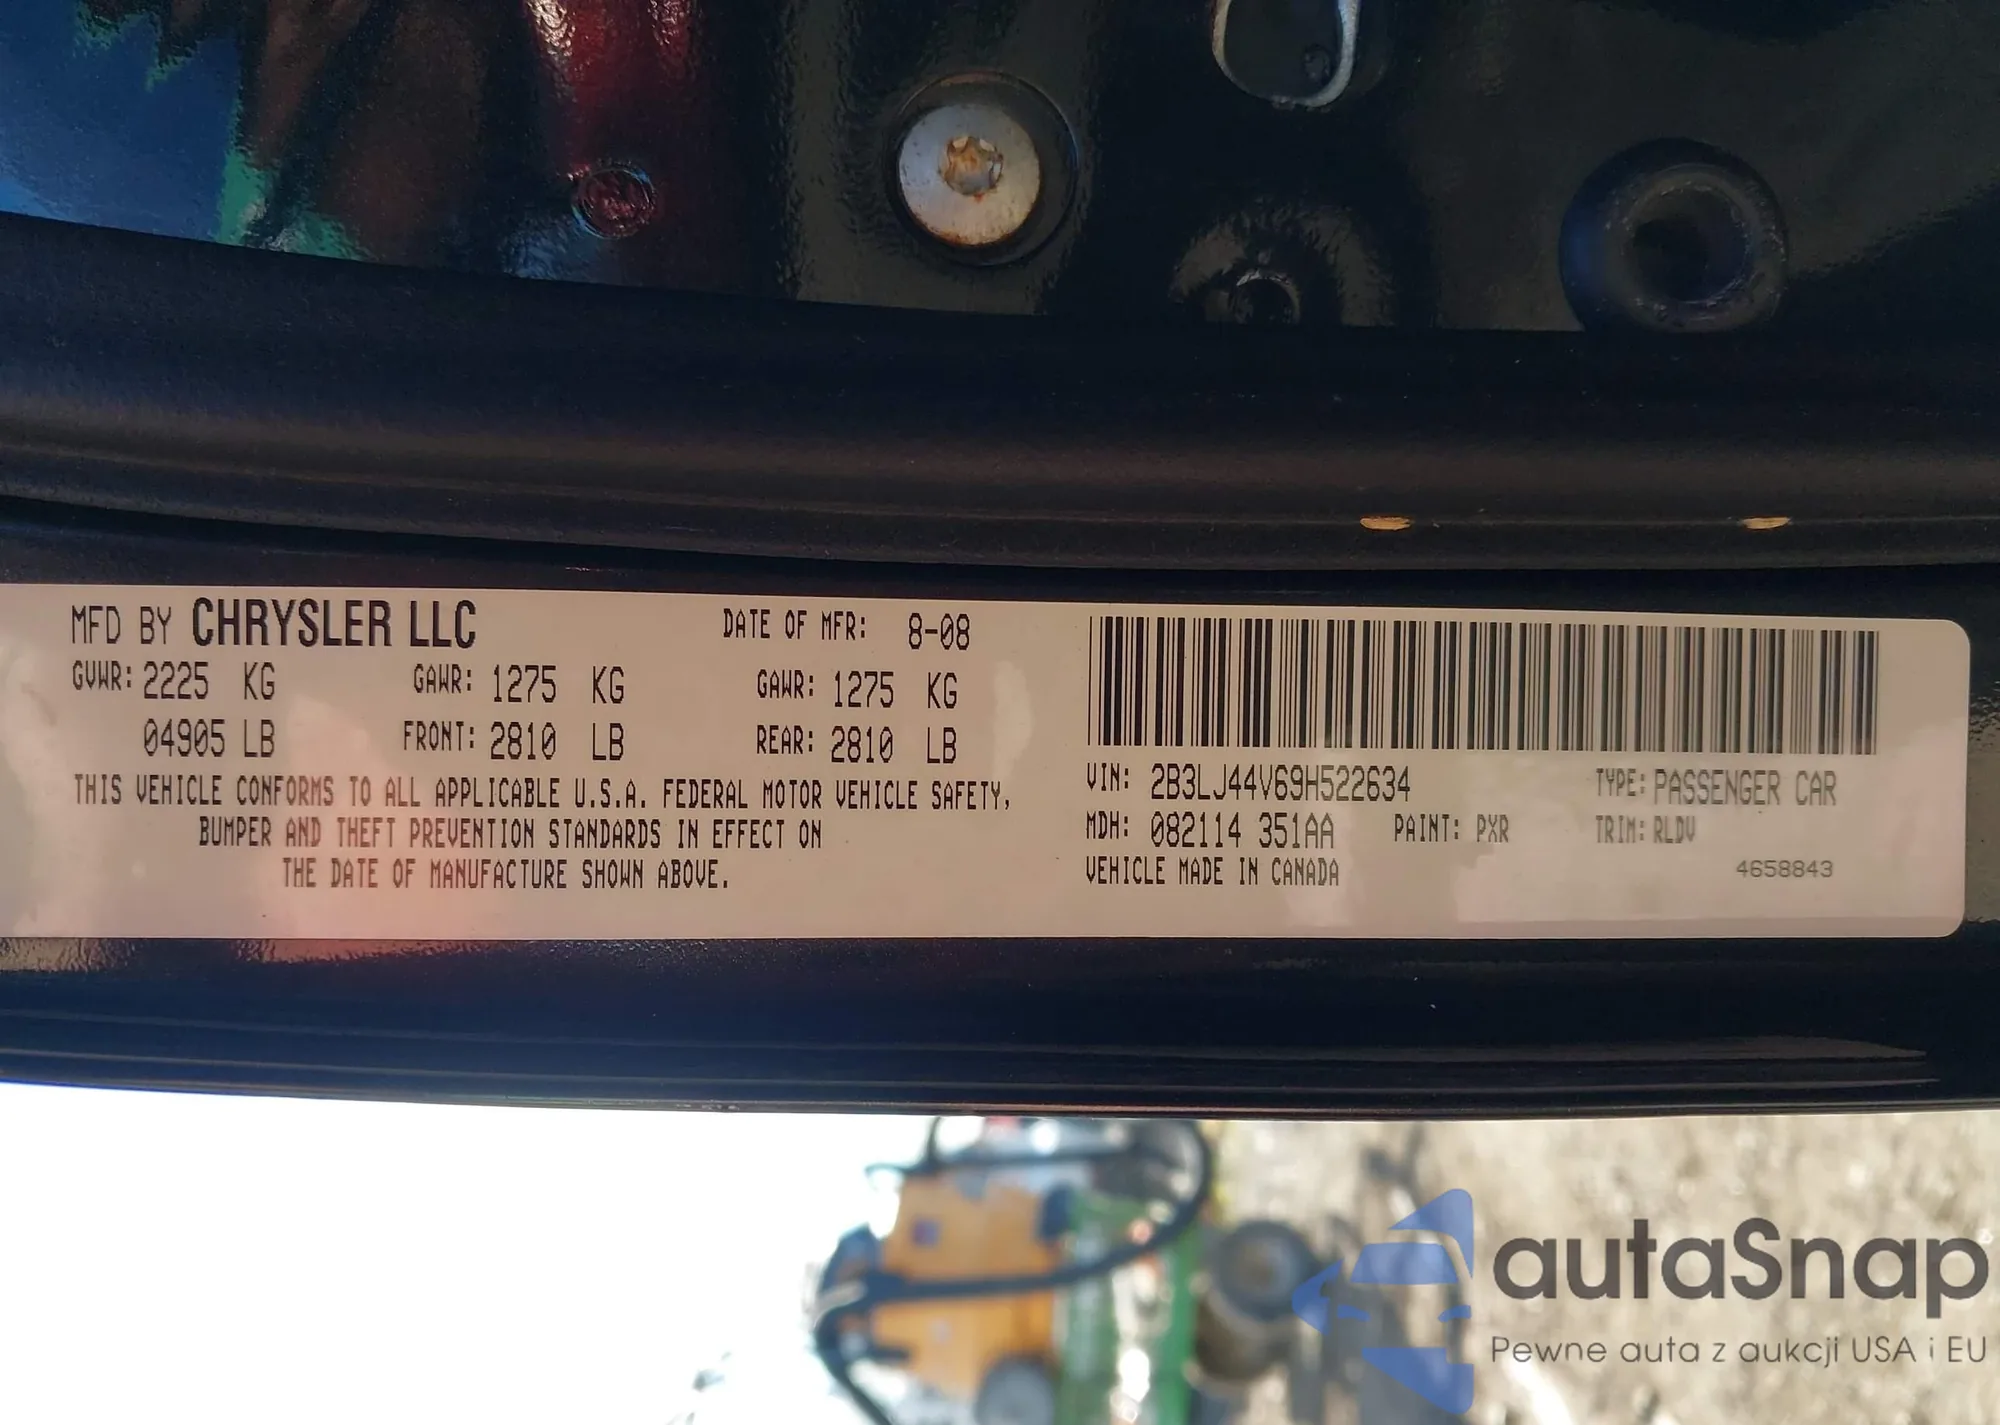 MFD BY CHRYSLER LLC DATE OF MFR: 8-08
GVWR: 2225 KG GAWR: 1275 KG GAWR: 1275 KG
04905 LB FRONT: 2810 LB REAR: 2810 LB
THIS VEHICLE CONFORMS TO ALL APPLICABLE U.S.A. FEDERAL MOTOR VEHICLE SAFETY,
BUMPER AND THEFT PREVENTION STANDARDS IN EFFECT ON
THE DATE OF MANUFACTURE SHOWN ABOVE.
VIN: 2B3LJ44V69H522634 TYPE: PASSENGER CAR
MDH: 082114 351AA PAINT: PXR TRIM: RLDV
VEHICLE MADE IN CANADA 4658843
autaSnap
Pewne auta z aukcji USA i EU